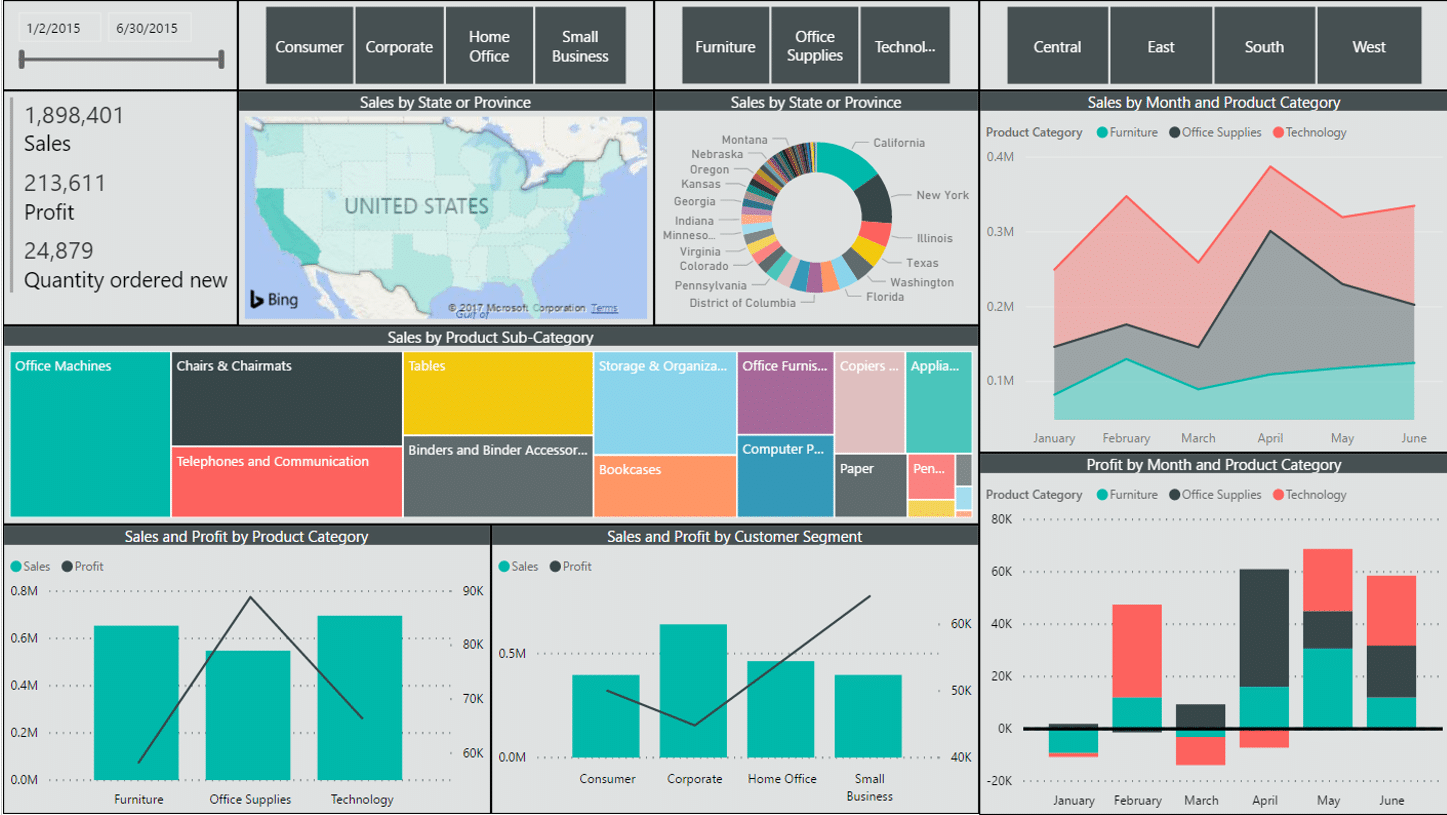 1/2/2015 6/30/2015
Consumer Corporate Home Office Small Business
Furniture Office Supplies Technol...
Central East South West
1,898,401
Sales
213,611
Profit
24,879
Quantity ordered new
Sales by State or Province
UNITED STATES
Bing
© 2017 Microsoft Corporation Terms
Gulf of
Sales by State or Province
Montana
Nebraska
Oregon
Kansas
Georgia
Indiana
Minneso...
Virginia
Colorado
Pennsylvania
District of Columbia
California
New York
Illinois
Texas
Washington
Florida
Sales by Month and Product Category
Product Category Furniture Office Supplies Technology
0.4M
0.3M
0.2M
0.1M
January February March April May June
Sales by Product Sub-Category
Office Machines
Chairs & Chairmats
Telephones and Communication
Tables
Binders and Binder Accessor...
Storage & Organiza...
Bookcases
Office Furnis...
Computer P...
Copiers ...
Paper
Applia...
Pen...
Profit by Month and Product Category
Product Category Furniture Office Supplies Technology
80K
60K
40K
20K
0K
-20K
January February March April May June
Sales and Profit by Product Category
Sales Profit
0.8M
0.6M
0.4M
0.2M
0.0M
90K
80K
70K
60K
Furniture Office Supplies Technology
Sales and Profit by Customer Segment
Sales Profit
0.5M
0.0M
60K
50K
40K
Consumer Corporate Home Office Small
Business